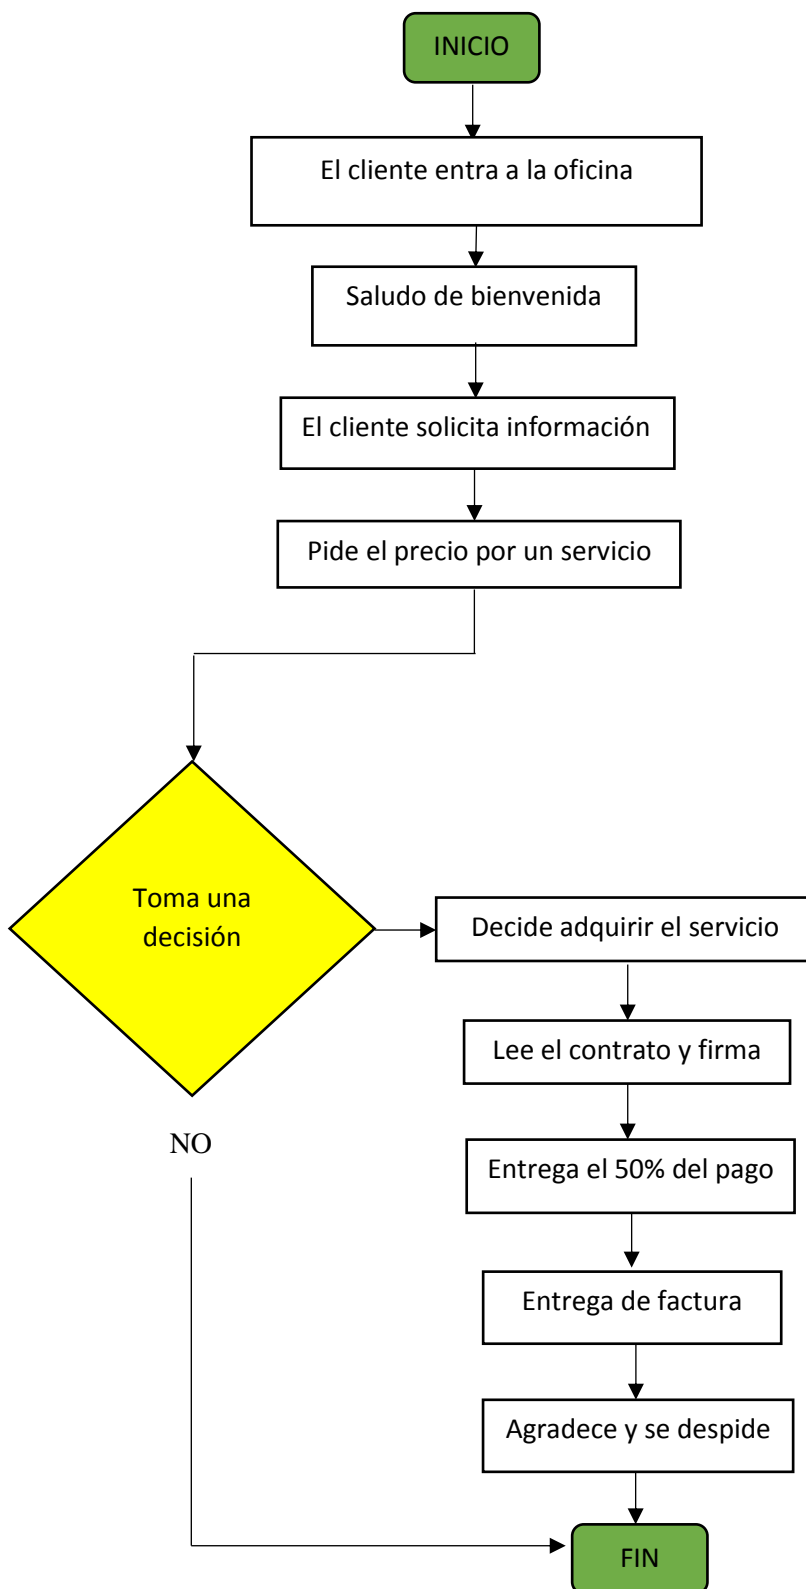 INICIO
El cliente entra a la oficina
Saludo de bienvenida
El cliente solicita información
Pide el precio por un servicio
Toma una
decisión
Decide adquirir el servicio
Lee el contrato y firma
NO
Entrega el 50% del pago
Entrega de factura
Agradece y se despide
FIN